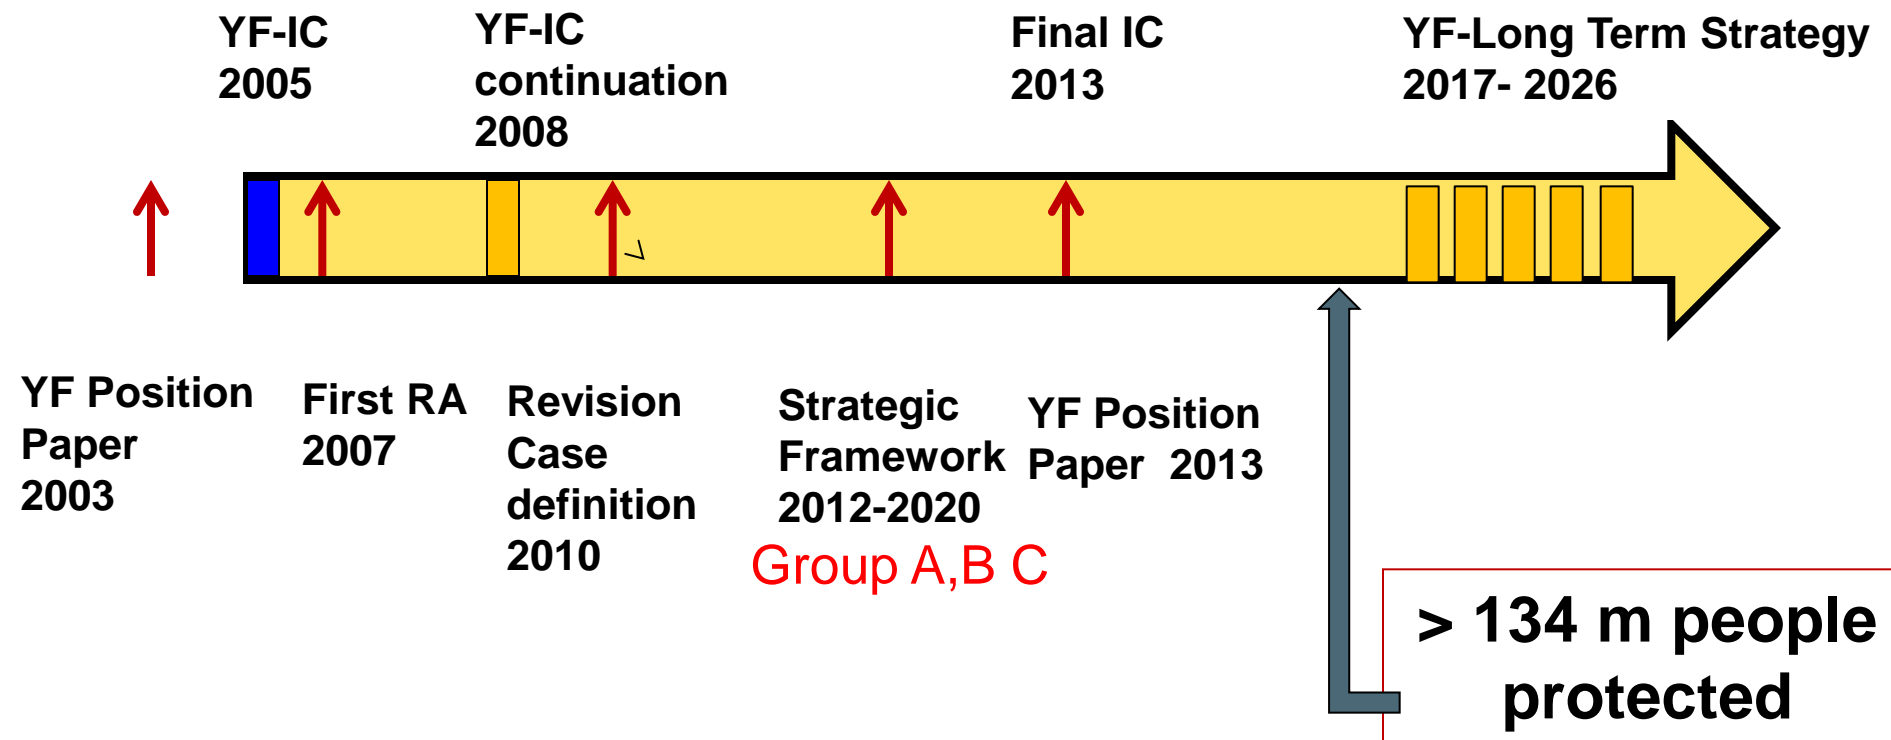 YF-IC
2005
YF-IC
continuation
2008
Final IC
2013
YF-Long Term Strategy
2017- 2026
YF Position
Paper
2003
First RA
2007
Revision
Case
definition
2010
Strategic
Framework
2012-2020
Group A,B C
YF Position
Paper 2013
> 134 m people
protected